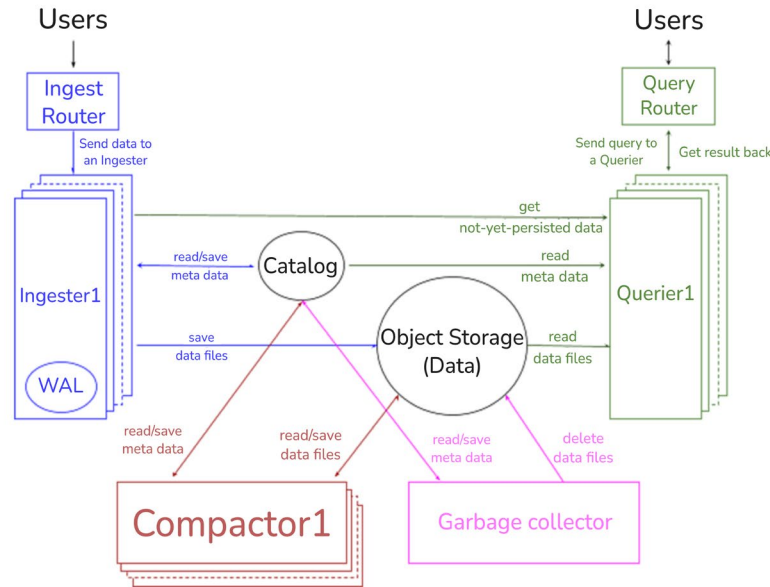 Users
Users
Ingest
Router
Query
Router
Send data to
an Ingester
Send query to
a Querier
Get result back
get
not-yet-persisted data
read/save
meta data
Catalog
read
meta data
Ingester1
Querier1
save
data files
Object Storage
(Data)
read
data files
WAL
read/save
meta data
read/save
data files
read/save
meta data
delete
data files
Compactor1
Garbage collector